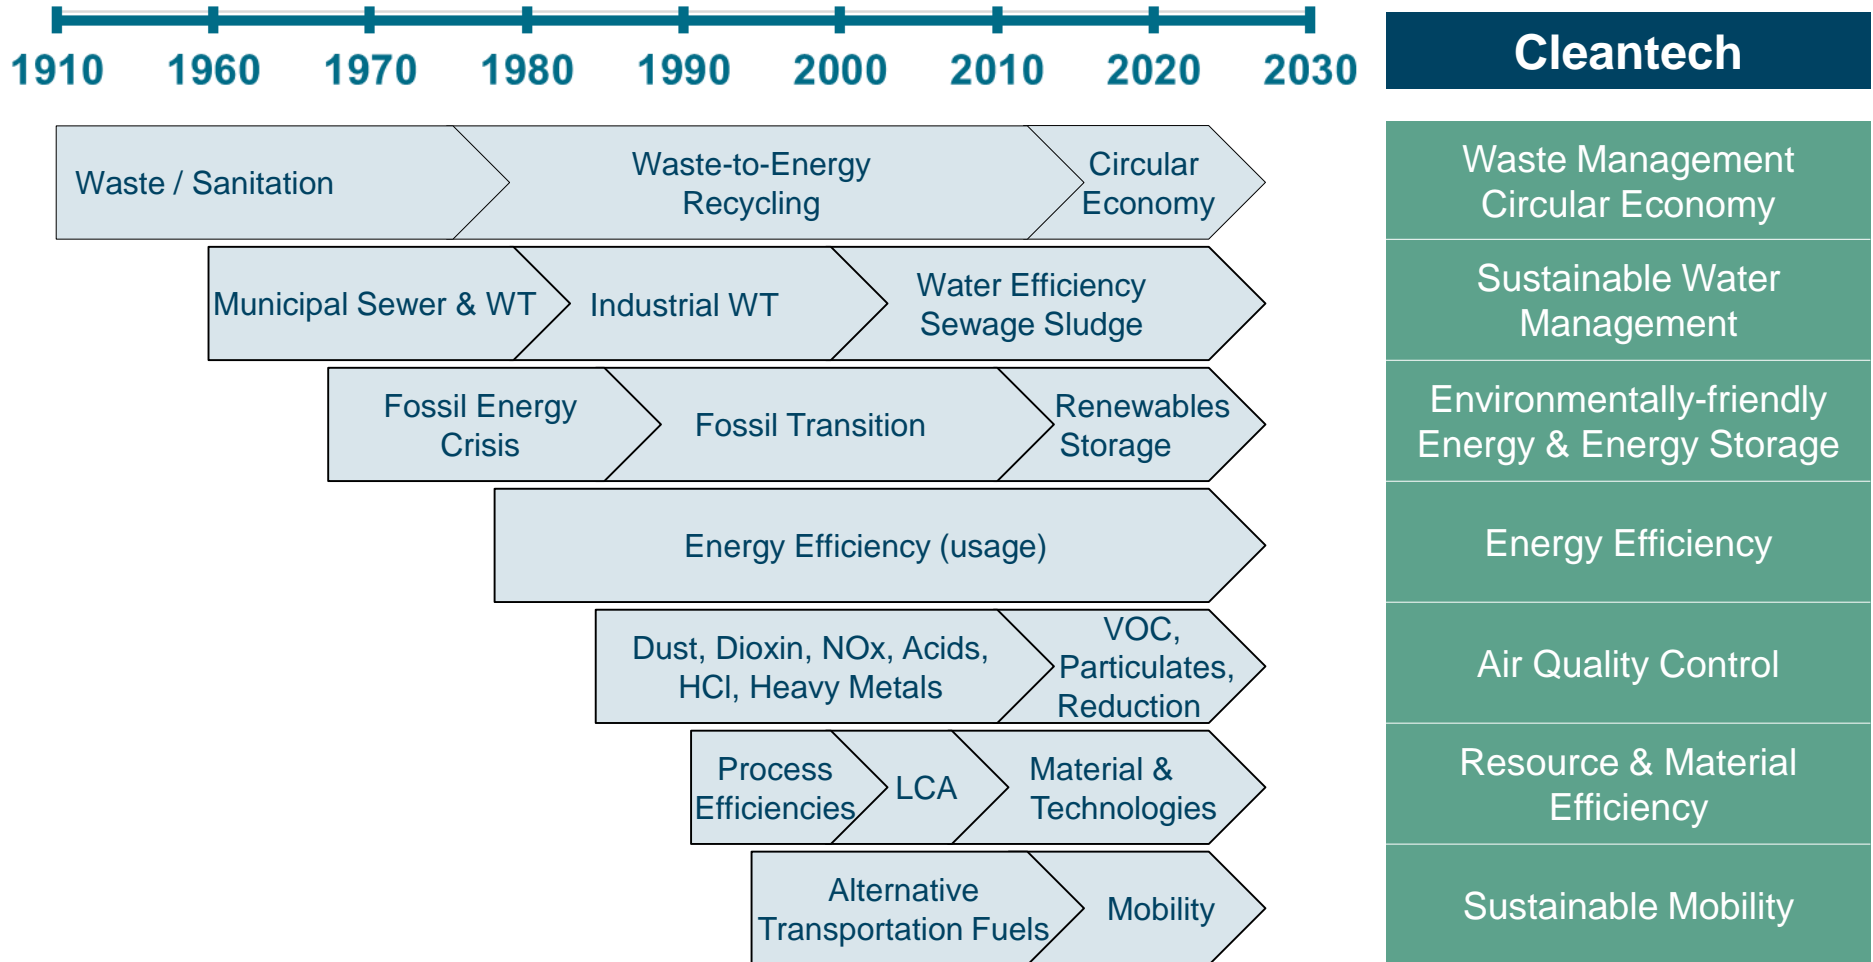 1910 1960 1970 1980 1990 2000 2010 2020 2030
Cleantech
Waste / Sanitation
Waste-to-Energy
Recycling
Circular
Economy
Waste Management
Circular Economy
Municipal Sewer & WT
Industrial WT
Water Efficiency
Sewage Sludge
Sustainable Water
Management
Fossil Energy
Crisis
Fossil Transition
Renewables
Storage
Environmentally-friendly
Energy & Energy Storage
Energy Efficiency (usage)
Energy Efficiency
Dust, Dioxin, NOx, Acids,
HCl, Heavy Metals
VOC,
Particulates,
Reduction
Air Quality Control
Process
Efficiencies
LCA
Material &
Technologies
Resource & Material
Efficiency
Alternative
Transportation Fuels
Mobility
Sustainable Mobility